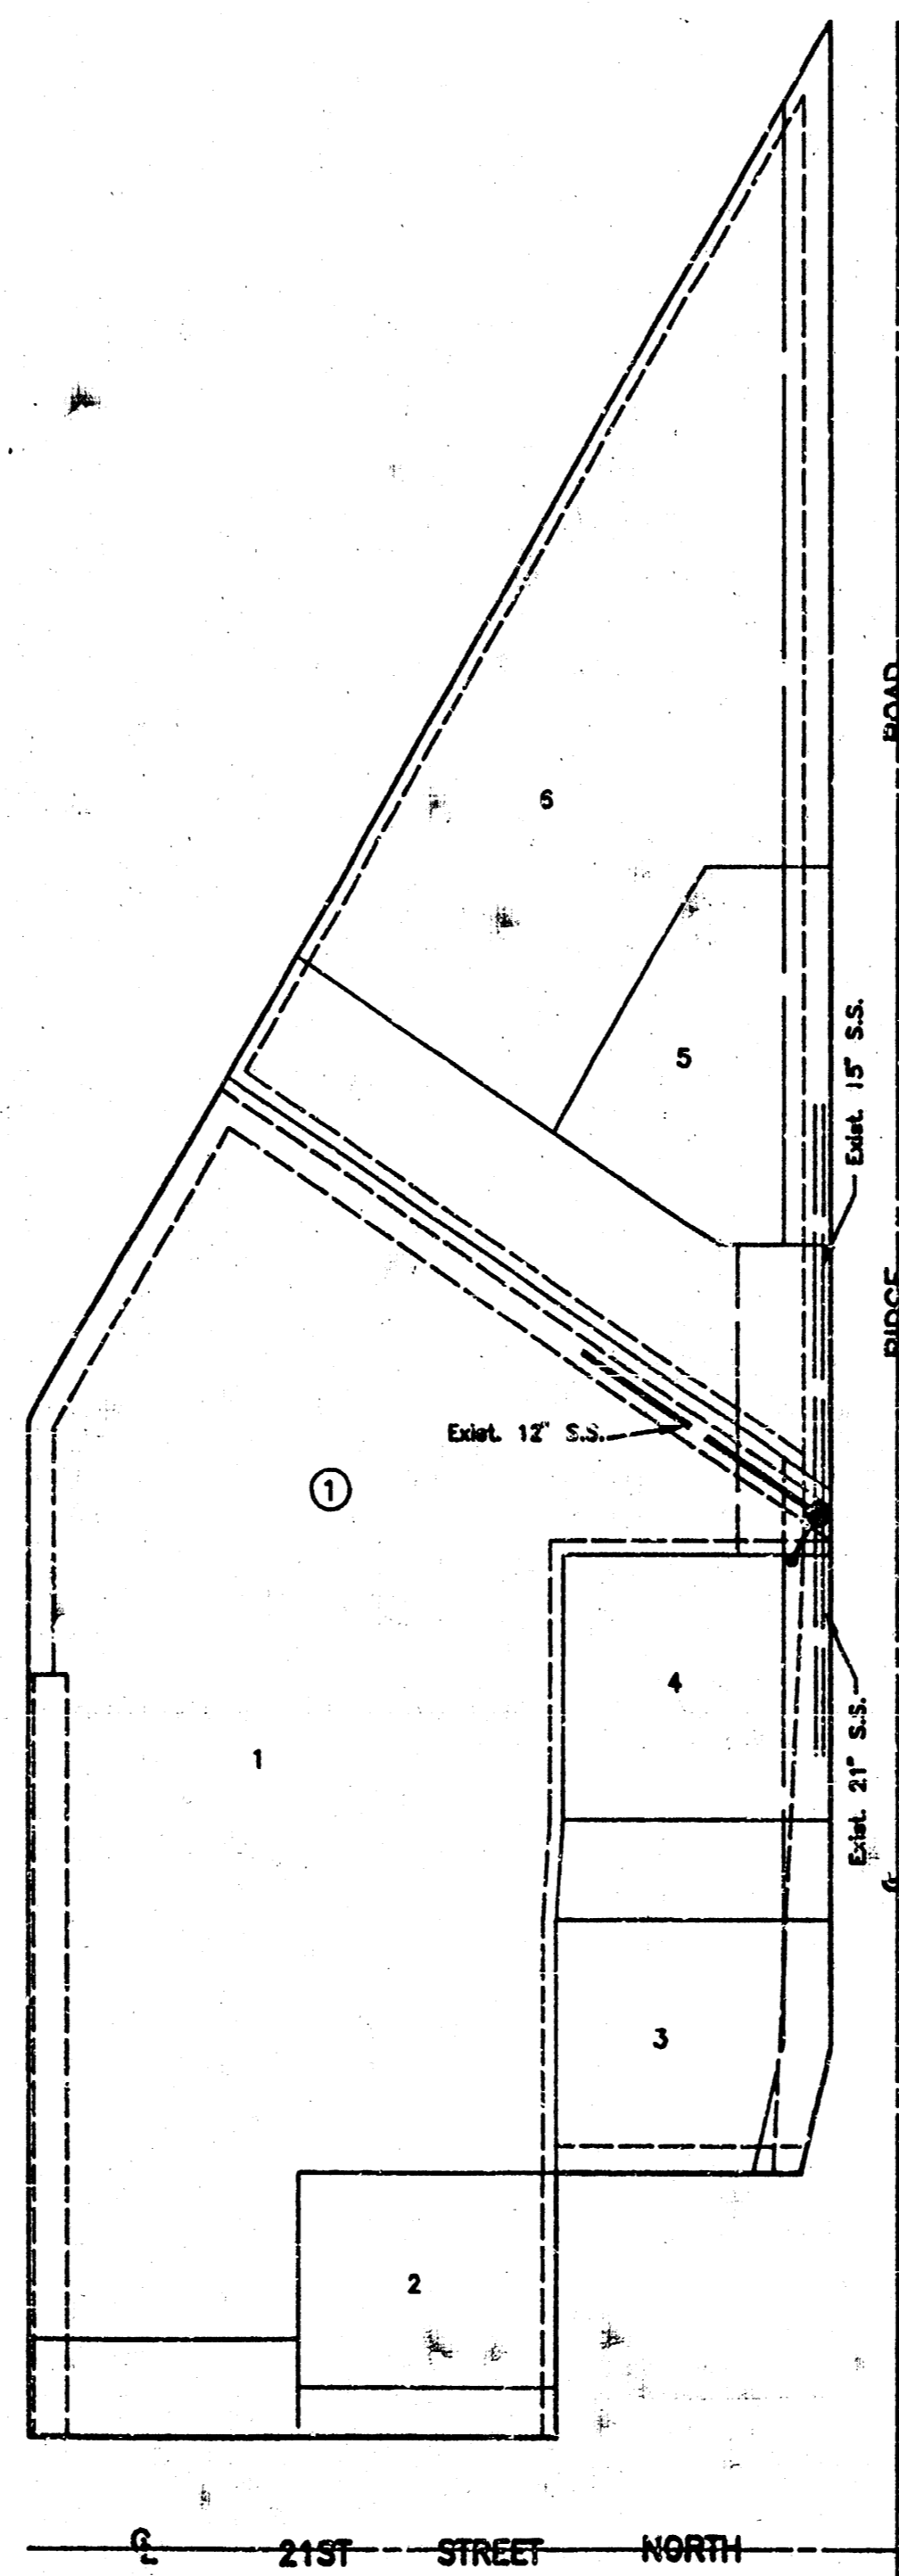 6
5
Exist. 15" S.S.
ROAD
RIDGE
Exist. 12" S.S.
1
4
Exist. 21" S.S.
1
3
2
℄
℄ 21ST STREET NORTH